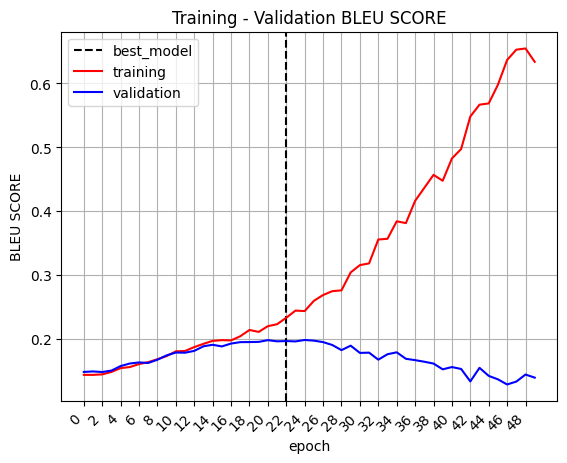 Training - Validation BLEU SCORE
best_model
training
validation
BLEU SCORE
0.6
0.5
0.4
0.3
0.2
0 2 4 6 8 10 12 14 16 18 20 22 24 26 28 30 32 34 36 38 40 42 44 46 48
epoch